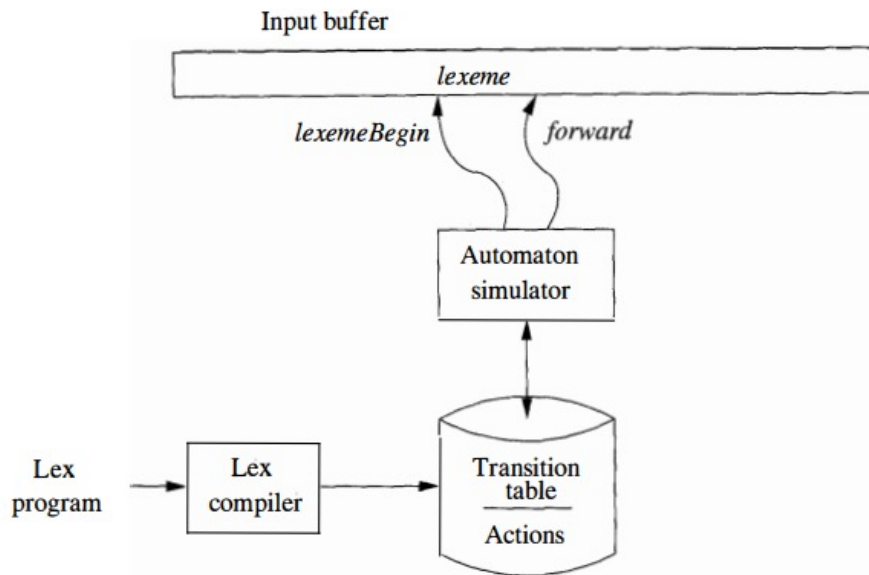 Input buffer
lexeme
lexemeBegin
forward
Automaton
simulator
Lex
program
Lex
compiler
Transition
table
Actions